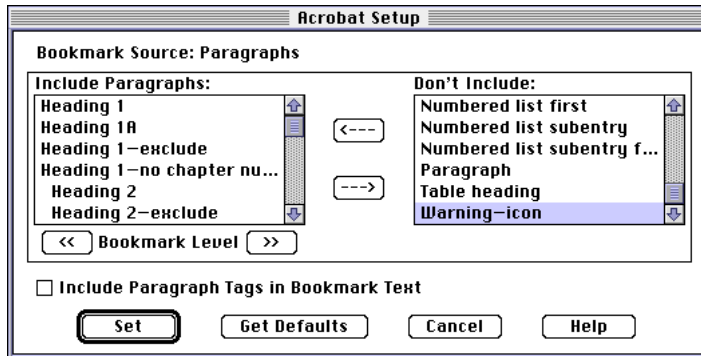 Acrobat Setup
Bookmark Source: Paragraphs
Include Paragraphs:
Heading 1
Heading 1A
Heading 1-exclude
Heading 1-no chapter nu...
Heading 2
Heading 2-exclude
<--- 
--->
Don't Include:
Numbered list first
Numbered list subentry
Numbered list subentry f...
Paragraph
Table heading
Warning-icon
<< Bookmark Level >>
Include Paragraph Tags in Bookmark Text
Set Get Defaults Cancel Help